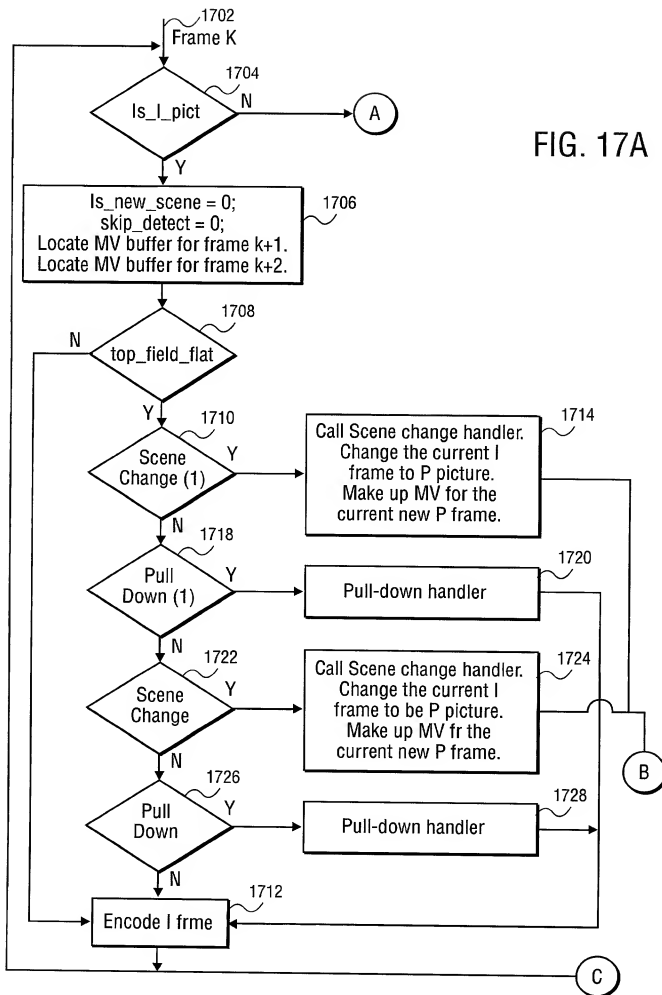 1702
Frame K
1704
Is_I_pict
N
A
FIG. 17A
Y
Is_new_scene = 0;
skip_detect = 0;
Locate MV buffer for frame k+1.
Locate MV buffer for frame k+2.
1706
1708
N
top_field_flat
Y
1710
Scene
Change (1)
Y
Call Scene change handler.
Change the current I
frame to P picture.
Make up MV for the
current new P frame.
1714
N
1718
Pull
Down (1)
Y
Pull-down handler
1720
N
1722
Scene
Change
Y
Call Scene change handler.
Change the current I
frame to be P picture.
Make up MV fr the
current new P frame.
1724
B
N
1726
Pull
Down
Y
Pull-down handler
1728
N
1712
Encode I frme
C